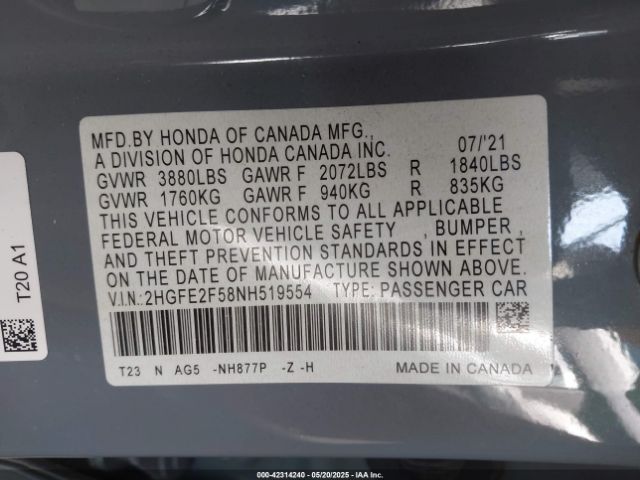 MFD.BY HONDA OF CANADA MFG.,
A DIVISION OF HONDA CANADA INC. 07/'21
GVWR 3880LBS GAWR F 2072LBS R 1840LBS
GVWR 1760KG GAWR F 940KG R 835KG
THIS VEHICLE CONFORMS TO ALL APPLICABLE
FEDERAL MOTOR VEHICLE SAFETY , BUMPER ,
AND THEFT PREVENTION STANDARDS IN EFFECT
ON THE DATE OF MANUFACTURE SHOWN ABOVE.
V.I.N.:2HGFE2F58NH519554 TYPE: PASSENGER CAR
T23 N AG5 -NH877P -Z -H MADE IN CANADA
T20 A1
000-42314240 - 05/20/2025 - IAAI.COM